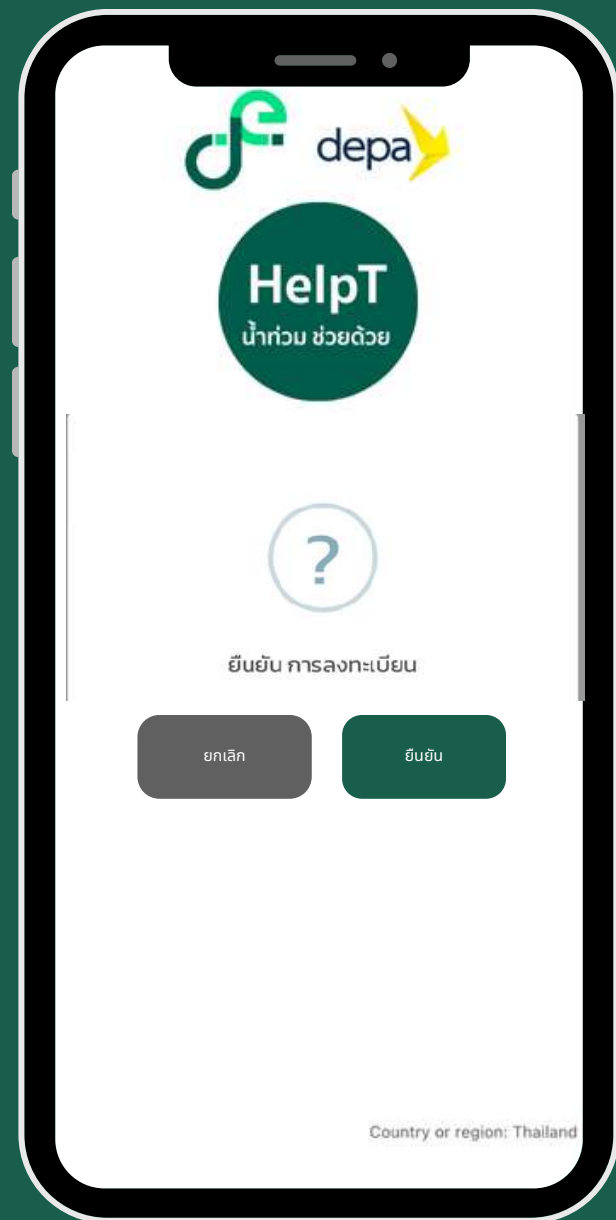 de depa
HelpT
น้ำท่วม ช่วยด้วย
?
ยืนยัน การลงทะเบียน
ยกเลิก ยืนยัน
Country or region: Thailand